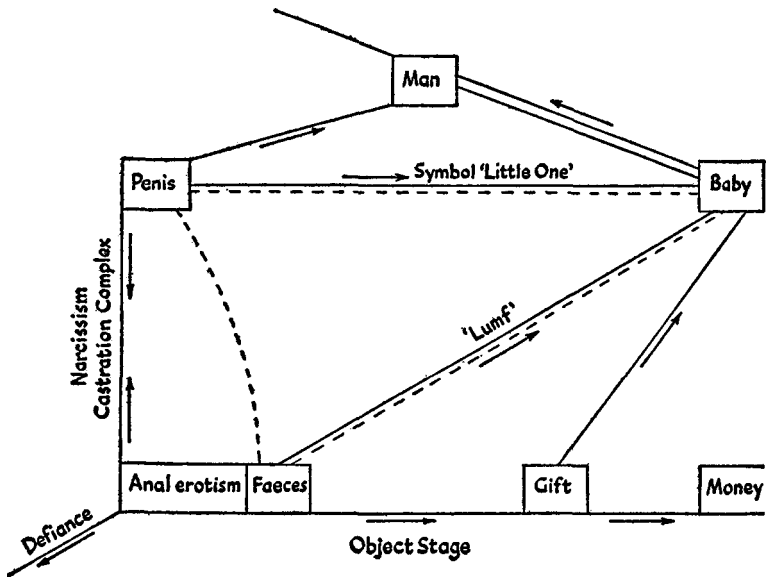 Man
Penis
Symbol 'Little One'
Baby
Narcissism
Castration Complex
'Lumf'
Anal erotism
Faeces
Gift
Money
Defiance
Object Stage